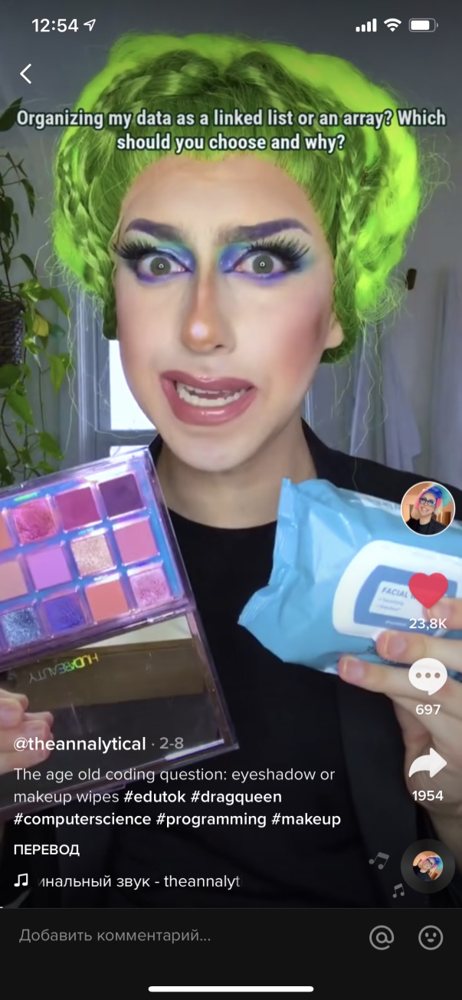 12:54
Organizing my data as a linked list or an array? Which
should you choose and why?
FACIAL
HUDABEAUTY
23,8K
697
@theannalytical · 2-8
The age old coding question: eyeshadow or
makeup wipes #edutok #dragqueen
1954
#computerscience #programming #makeup
ПЕРЕВОД
инальный звук - theannalyt
Добавить комментарий...